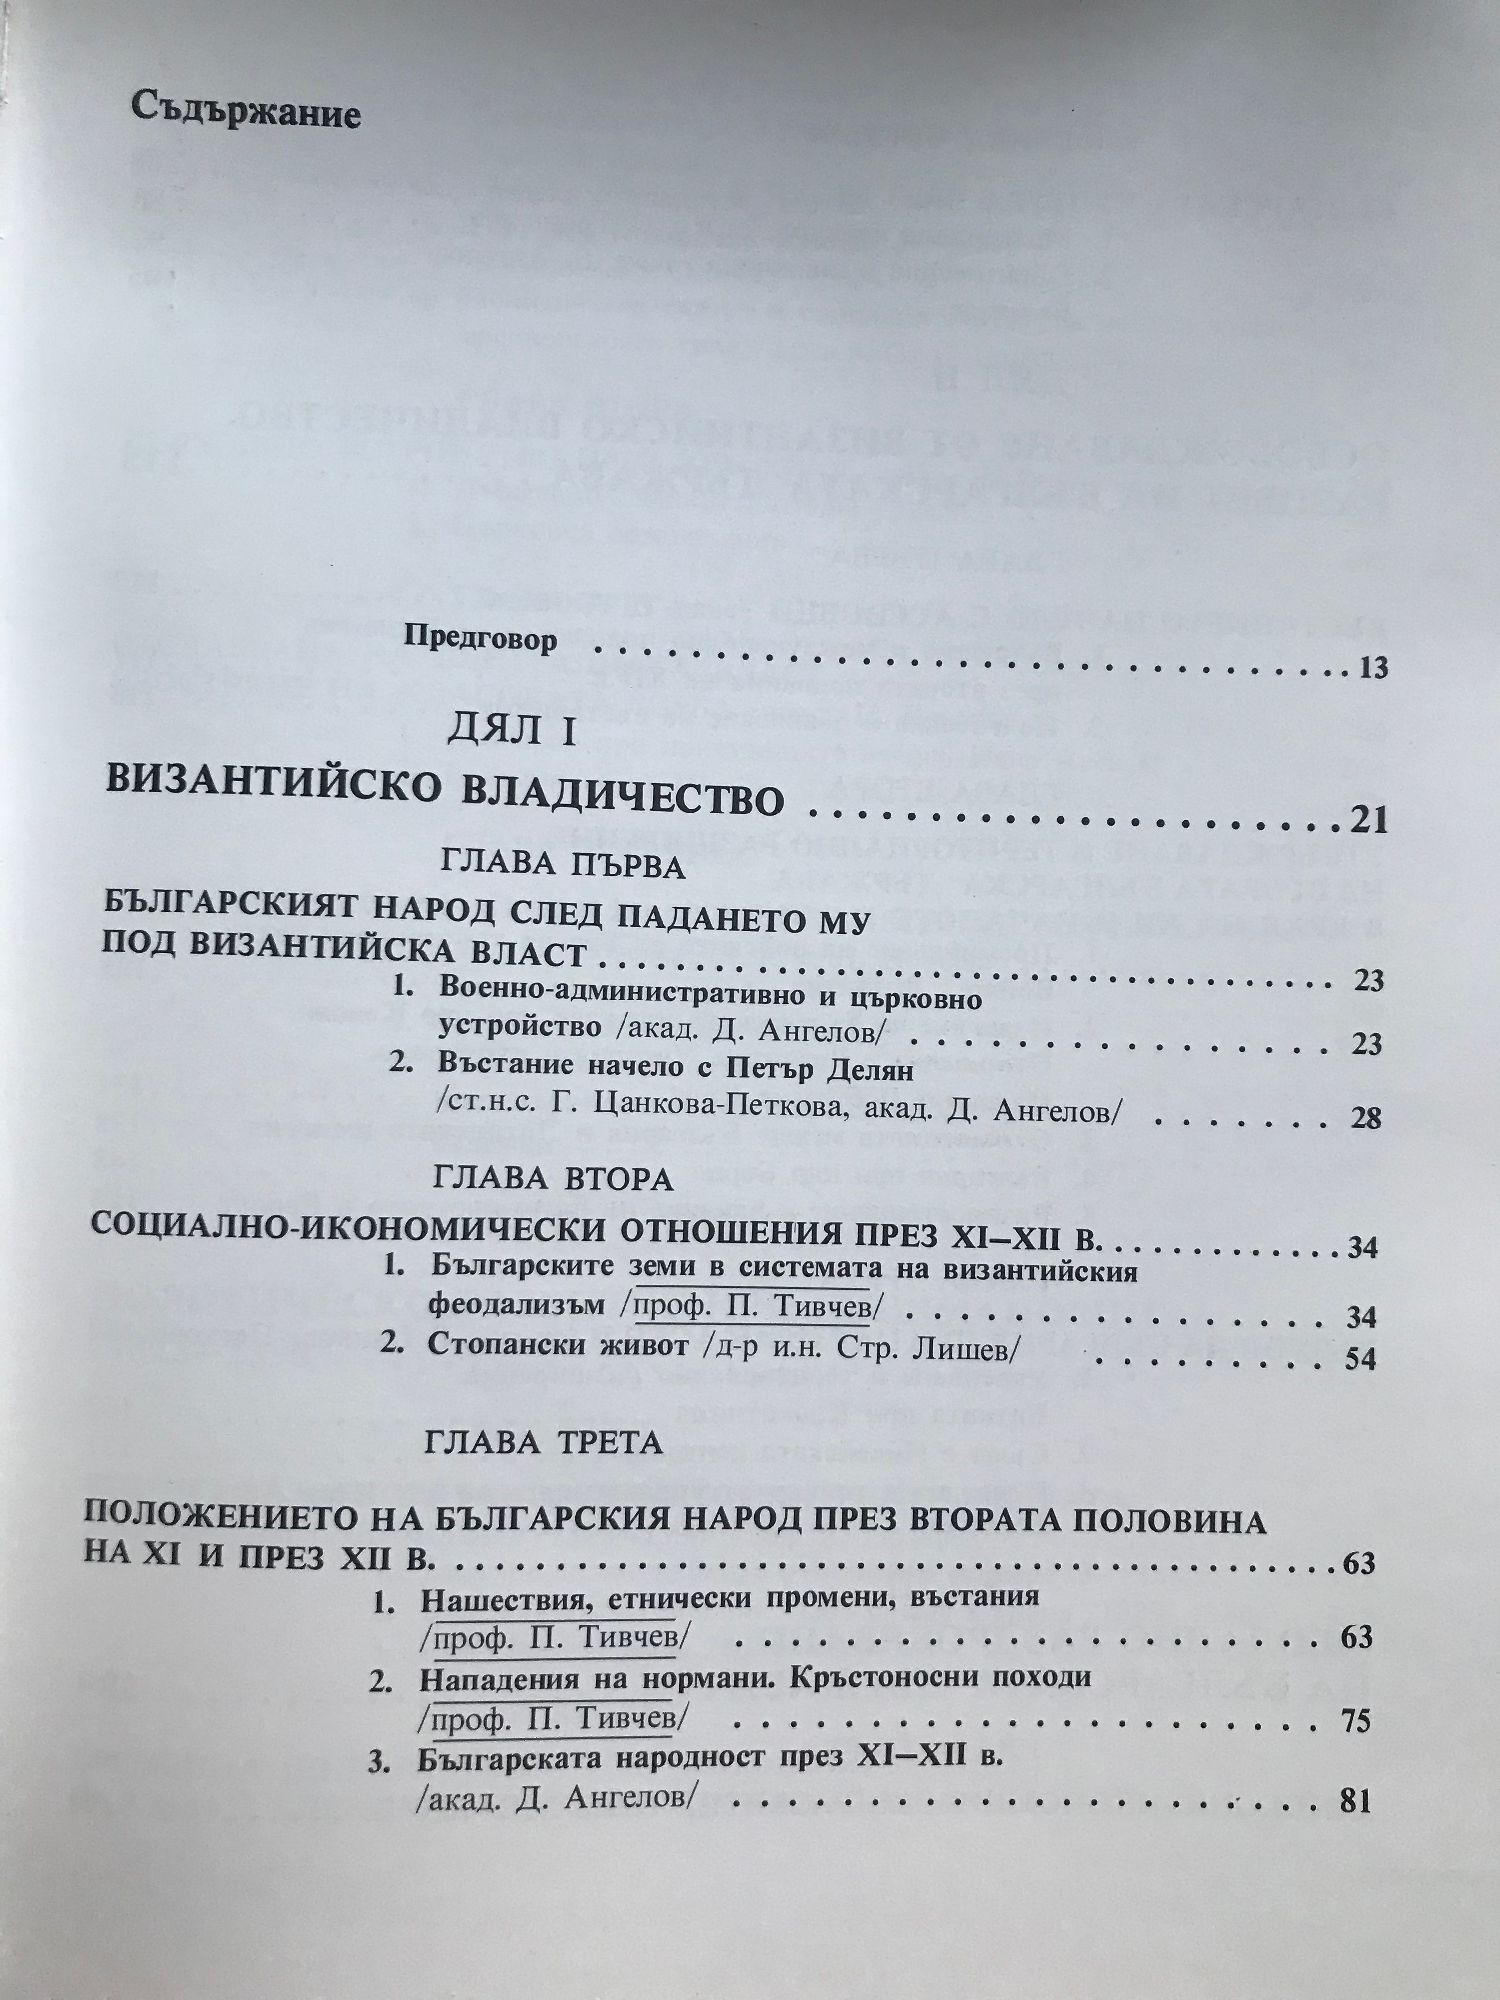 Съдържание
Предговор . . . . . . . . . . . . . . . . . . . . . . . . . . . . . . . . 13
ДЯЛ I
ВИЗАНТИЙСКО ВЛАДИЧЕСТВО . . . . . . . . . . . . . . . . . . . . . . 21
ГЛАВА ПЪРВА
БЪЛГАРСКИЯТ НАРОД СЛЕД ПАДАНЕТО МУ
ПОД ВИЗАНТИЙСКА ВЛАСТ . . . . . . . . . . . . . . . . . . . . . . . . . . . . 23
1. Военно-административно и църковно
устройство /акад. Д. Ангелов/ . . . . . . . . . . . . . . . . 23
2. Въстание начело с Петър Делян
/ст.н.с. Г. Цанкова-Петкова, акад. Д. Ангелов/ . . . . . . . 28
ГЛАВА ВТОРА
СОЦИАЛНО-ИКОНОМИЧЕСКИ ОТНОШЕНИЯ ПРЕЗ XI–XII В. . . . . . . . . . . . . 34
1. Българските земи в системата на византийския
феодализъм /проф. П. Тивчев/ . . . . . . . . . . . . . . . . 34
2. Стопански живот /д-р и.н. Стр. Лишев/ . . . . . . . . . 54
ГЛАВА ТРЕТА
ПОЛОЖЕНИЕТО НА БЪЛГАРСКИЯ НАРОД ПРЕЗ ВТОРАТА ПОЛОВИНА
НА XI И ПРЕЗ XII В. . . . . . . . . . . . . . . . . . . . . . . . . . . . . . . . . . . . 63
1. Нашествия, етнически промени, въстания
/проф. П. Тивчев/ . . . . . . . . . . . . . . . . . . . . . . 63
2. Нападения на нормани. Кръстоносни походи
/проф. П. Тивчев/ . . . . . . . . . . . . . . . . . . . . . . 75
3. Българската народност през XI–XII в.
/акад. Д. Ангелов/ . . . . . . . . . . . . . . . . . . . . . . 81